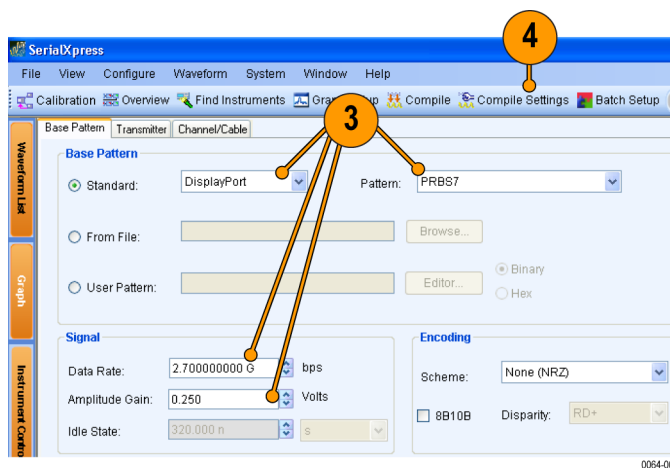 SerialXpress
4
File View Configure Waveform System Window Help
Calibration Overview Find Instruments Compile Compile Settings Batch Setup
3
Base Pattern Transmitter Channel/Cable
Waveform List
Base Pattern
Standard: DisplayPort Pattern: PRBS7
From File: Browse...
User Pattern: Editor... Binary
Hex
Graph
Signal Encoding
Data Rate: 2.700000000 G bps
Scheme: None (NRZ)
Amplitude Gain: 0.250 Volts
8B10B Disparity: RD+
Idle State: 320.000 n s
Instrument Contro